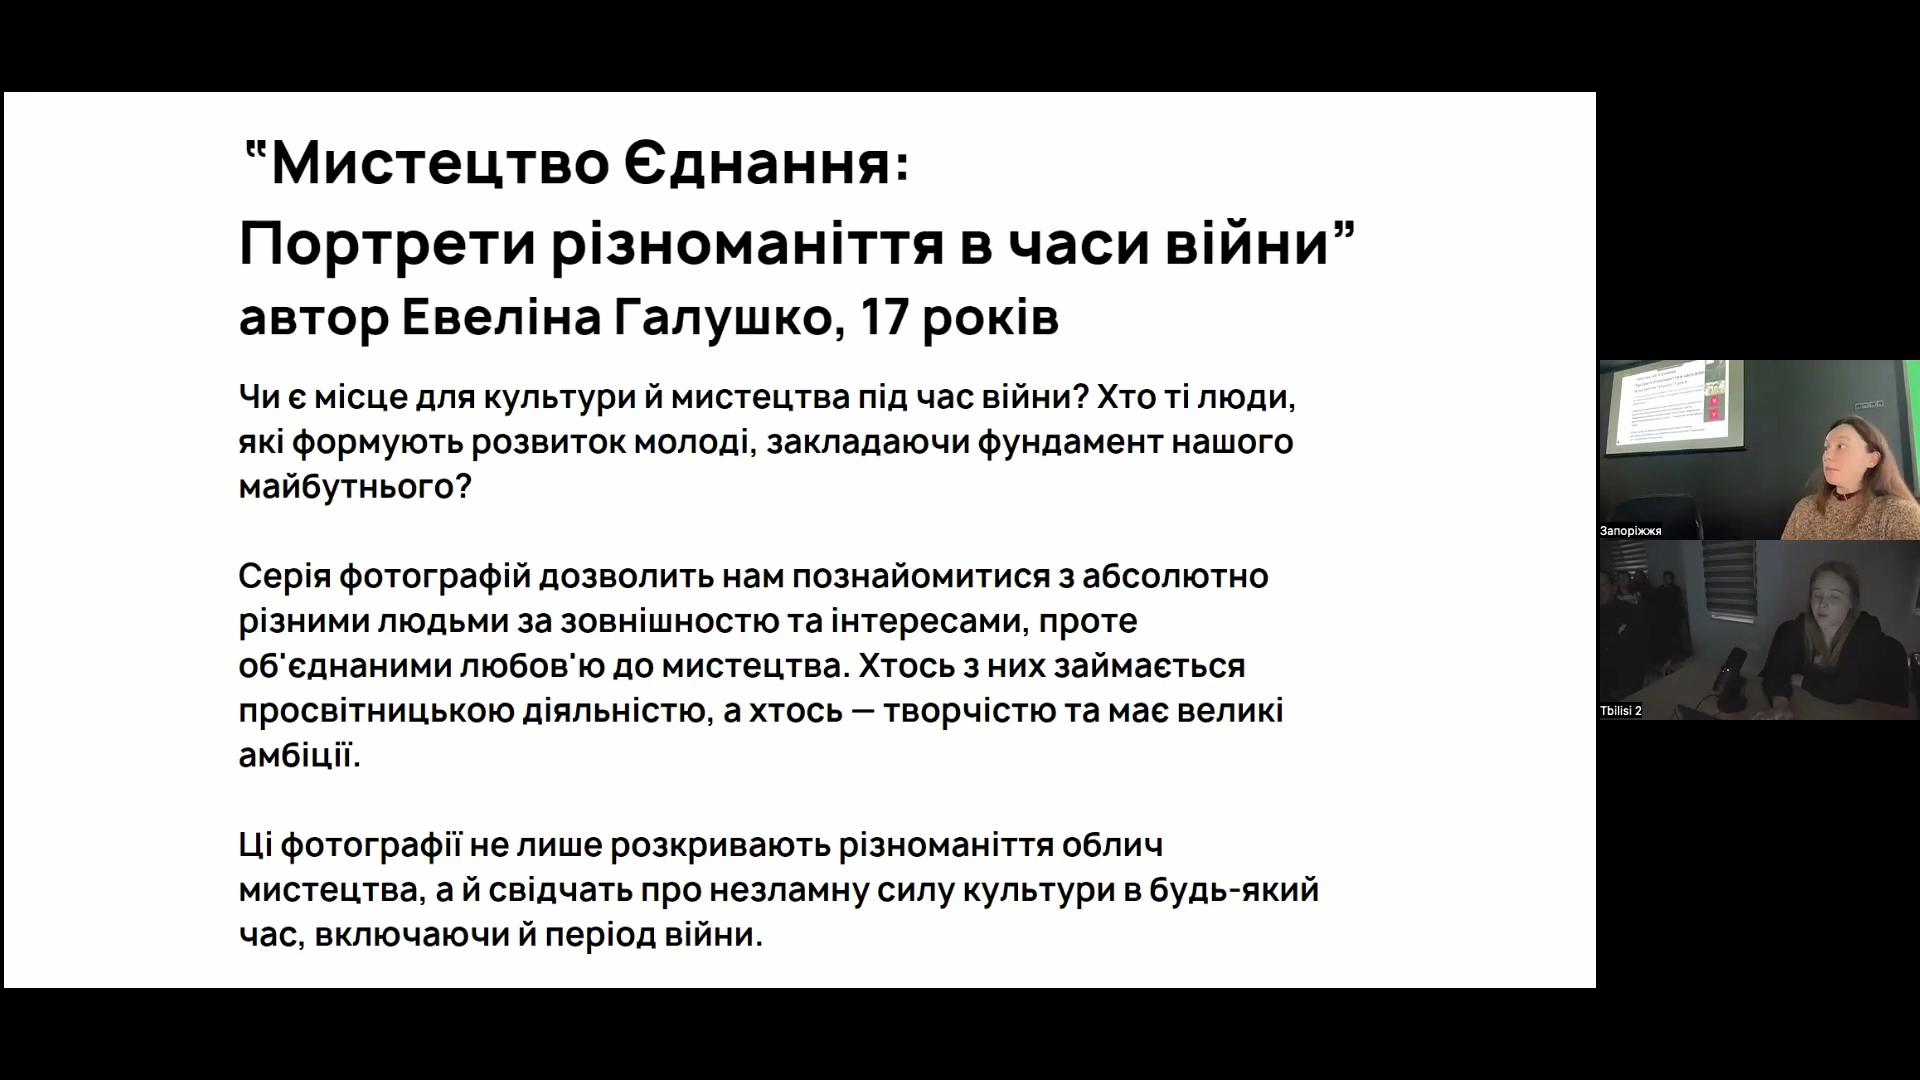 “Мистецтво Єднання:
Портрети різноманіття в часи війни”
автор Евеліна Галушко, 17 років
Чи є місце для культури й мистецтва під час війни? Хто ті люди,
які формують розвиток молоді, закладаючи фундамент нашого
майбутнього?
Серія фотографій дозволить нам познайомитися з абсолютно
різними людьми за зовнішностю та інтересами, проте
об'єднаними любов'ю до мистецтва. Хтось з них займається
просвітницькою діяльністю, а хтось — творчістю та має великі
амбіції.
Ці фотографії не лише розкривають різноманіття облич
мистецтва, а й свідчать про незламну силу культури в будь-який
час, включаючи й період війни.
Запоріжжя
Tbilisi 2